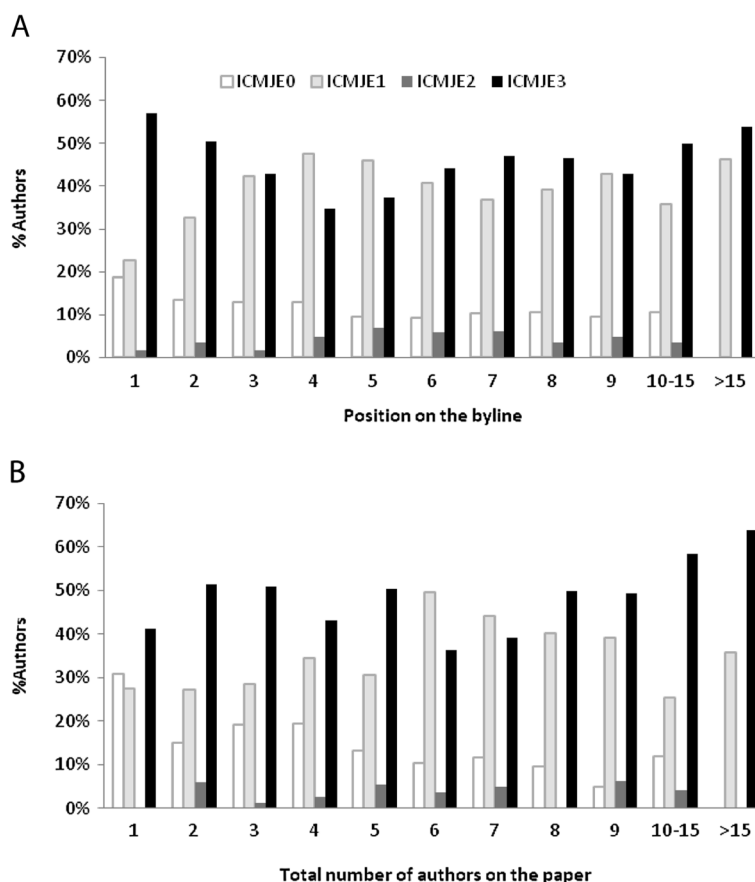 A
70%
60%
50%
40%
30%
20%
10%
0%
% Authors
ICMJE0 ICMJE1 ICMJE2 ICMJE3
1 2 3 4 5 6 7 8 9 10-15 >15
Position on the byline
B
70%
60%
50%
40%
30%
20%
10%
0%
%Authors
1 2 3 4 5 6 7 8 9 10-15 >15
Total number of authors on the paper